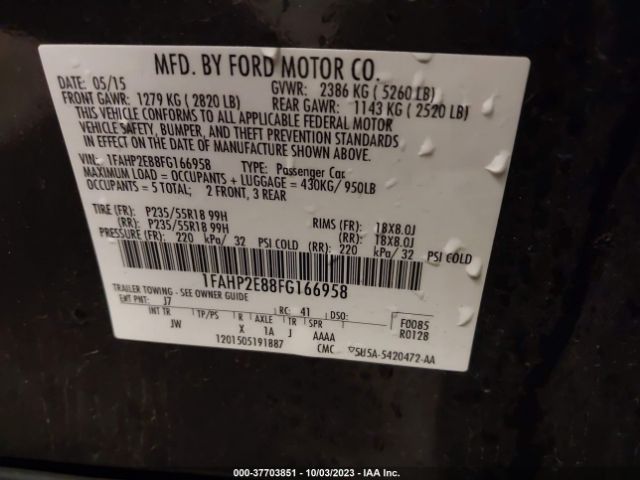 MFD. BY FORD MOTOR CO.
DATE: 05/15
GVWR: 2386 KG ( 5260 LB)
FRONT GAWR: 1279 KG ( 2820 LB)
REAR GAWR: 1143 KG ( 2520 LB)
THIS VEHICLE CONFORMS TO ALL APPLICABLE FEDERAL MOTOR
VEHICLE SAFETY, BUMPER, AND THEFT PREVENTION STANDARDS
IN EFFECT ON THE DATE OF MANUFACTURE SHOWN ABOVE.
VIN: 1FAHP2E88FG166958
TYPE: Passenger Car
MAXIMUM LOAD = OCCUPANTS + LUGGAGE = 430KG/ 950LB
OCCUPANTS = 5 TOTAL; 2 FRONT, 3 REAR
TIRE (FR): P235/55R18 99H
RIMS (FR): 18X8.0J
(RR): P235/55R18 99H
(RR): 18X8.0J
PRESSURE (FR): 220 kPa/ 32 PSI COLD (RR): 220 kPa/ 32 PSI COLD
1FAHP2E88FG166958
TRAILER TOWING - SEE OWNER GUIDE
EXT PNT: J7 RC: 41 DSO:
F0085
R0128
INT TR TP/PS R AXLE TR SPR
JW X 1A J AAAA
1201505191887
CMC
5U5A-5420472-AA
000-37703851 | 10/03/2023 | IAA Inc.